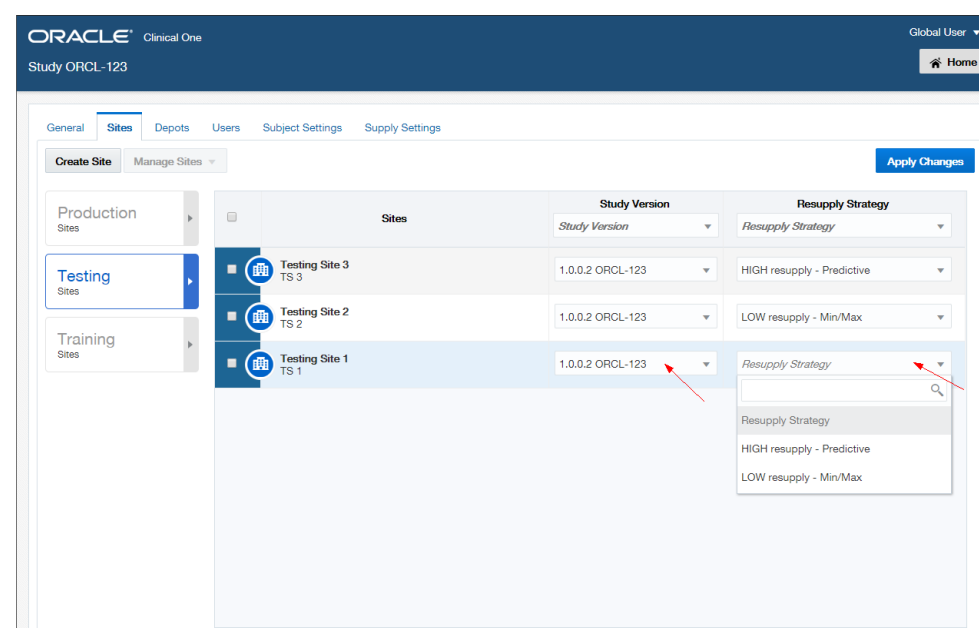 ORACLE® Clinical One
Global User
Study ORCL-123
Home
General Sites Depots Users Subject Settings Supply Settings
Create Site Manage Sites
Apply Changes
Production
Sites
Testing
Sites
Training
Sites
Sites
Study Version
Study Version
Resupply Strategy
Resupply Strategy
Testing Site 3
TS 3
1.0.0.2 ORCL-123
HIGH resupply - Predictive
Testing Site 2
TS 2
1.0.0.2 ORCL-123
LOW resupply - Min/Max
Testing Site 1
TS 1
1.0.0.2 ORCL-123
Resupply Strategy
Resupply Strategy
HIGH resupply - Predictive
LOW resupply - Min/Max